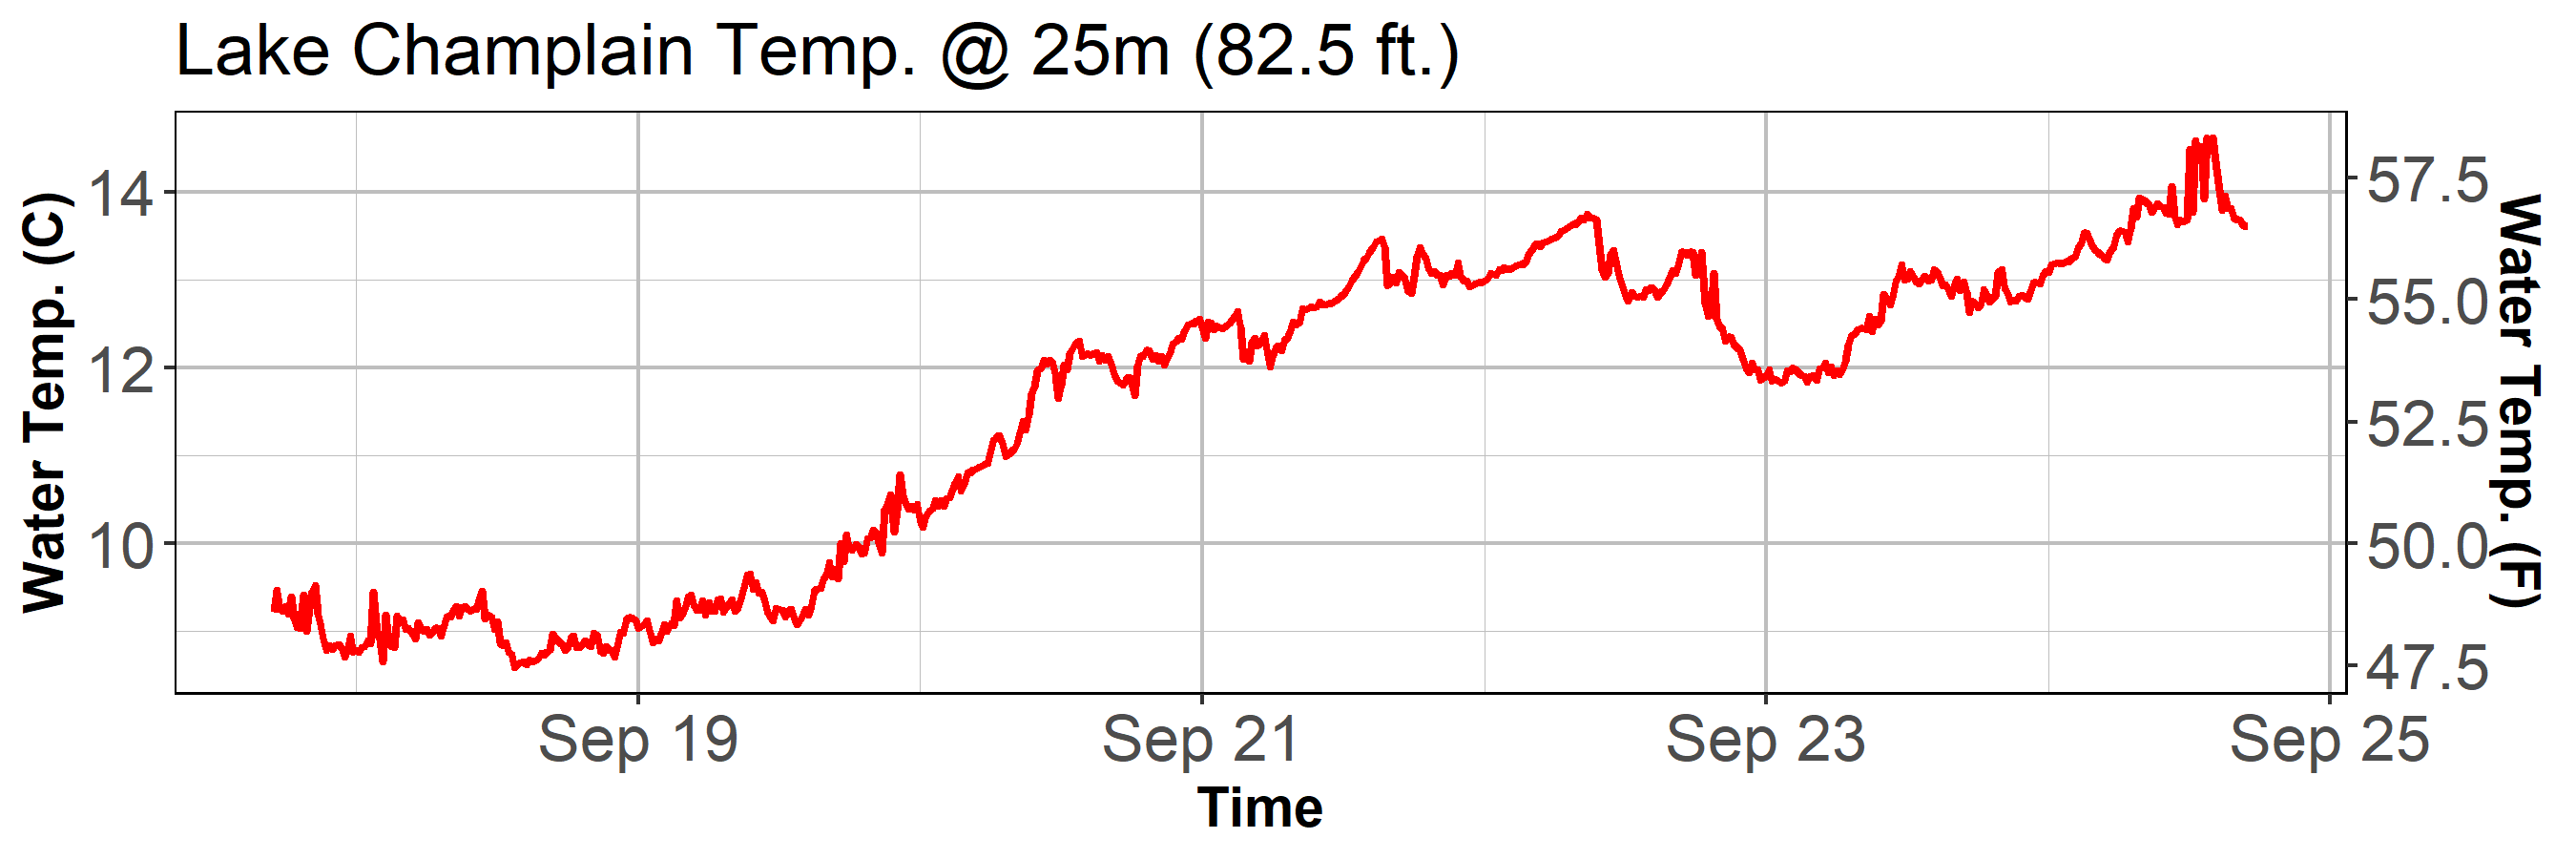 Lake Champlain Temp. @ 25m (82.5 ft.)
Water Temp. (C)
14
12
10
57.5
55.0
52.5
50.0
47.5
Water Temp. (F)
Sep 19
Sep 21
Sep 23
Sep 25
Time